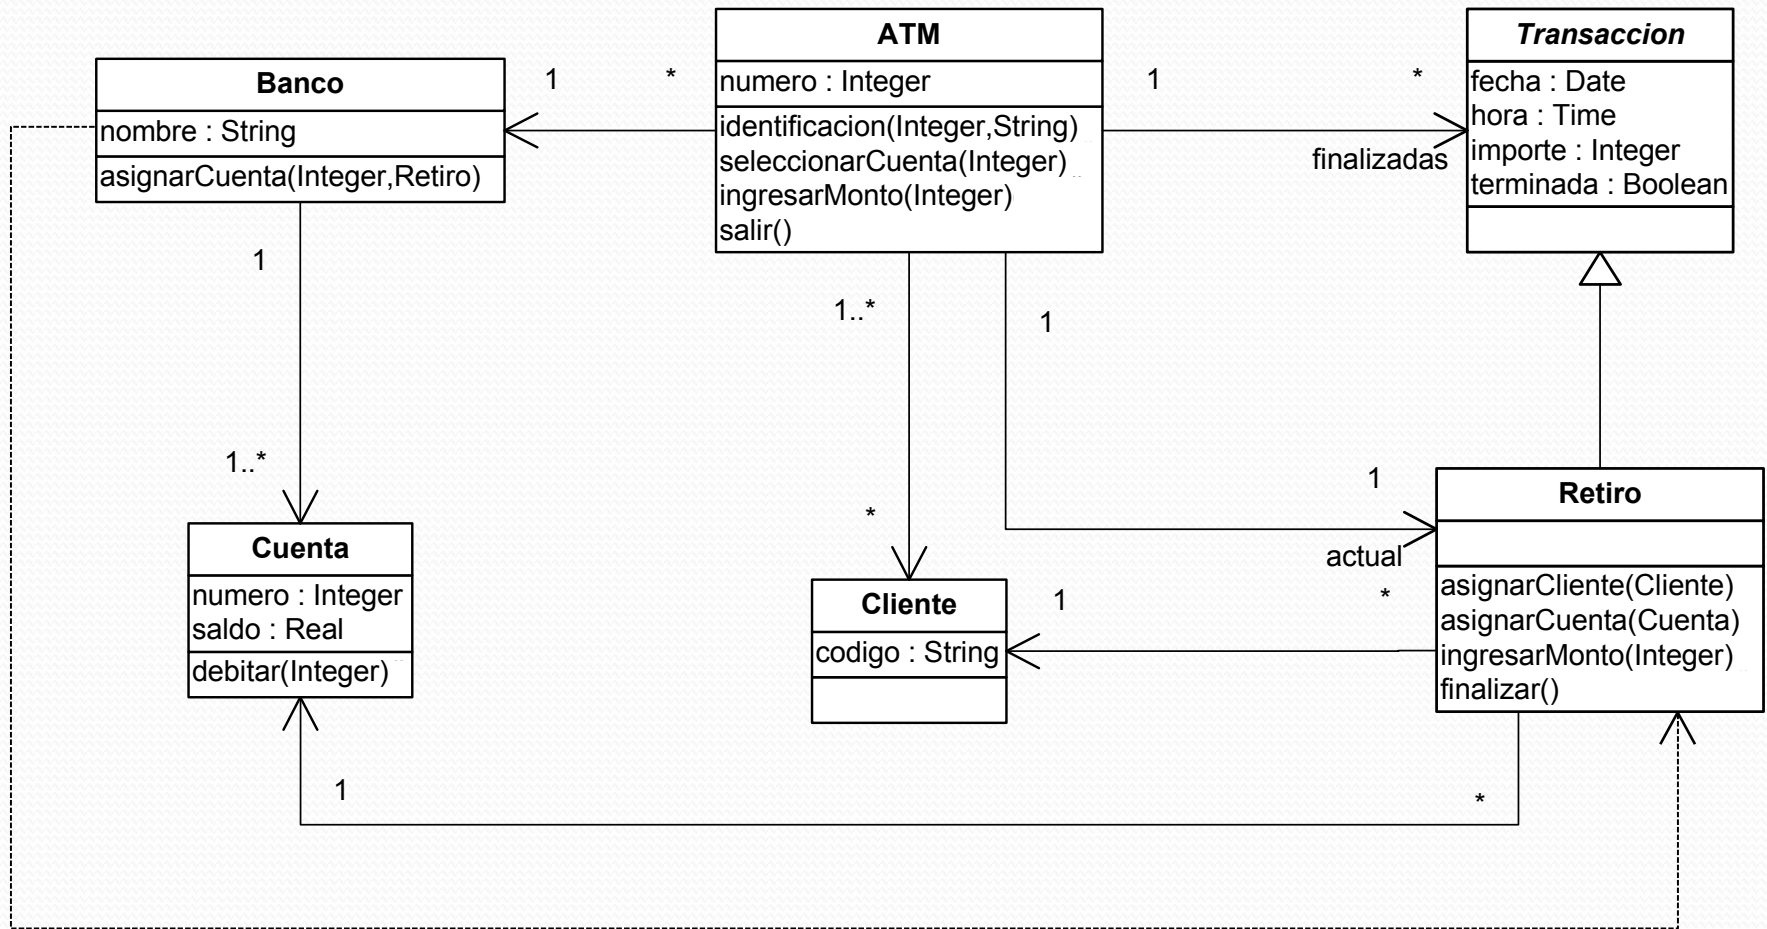 Banco
nombre : String
asignarCuenta(Integer,Retiro)
1
*
ATM
numero : Integer
identificacion(Integer,String)
seleccionarCuenta(Integer)
ingresarMonto(Integer)
salir()
1
*
finalizadas
Transaccion
fecha : Date
hora : Time
importe : Integer
terminada : Boolean
1
1..*
1..*
*
1
1
actual
Cuenta
numero : Integer
saldo : Real
debitar(Integer)
Cliente
codigo : String
1
*
Retiro
asignarCliente(Cliente)
asignarCuenta(Cuenta)
ingresarMonto(Integer)
finalizar()
1
*